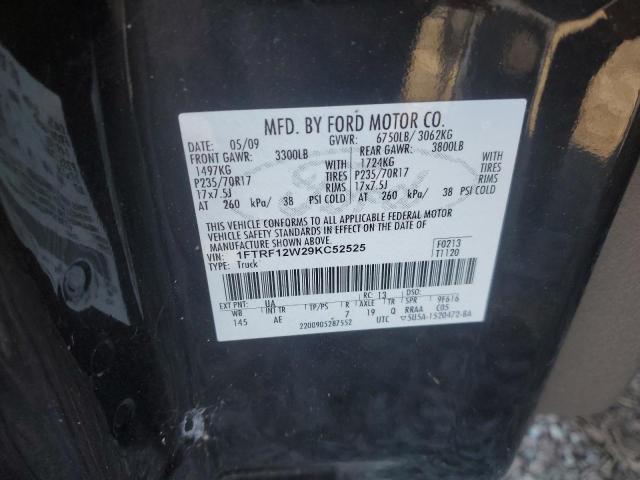 MFD. BY FORD MOTOR CO.
DATE: 05/09 GVWR: 6750LB/ 3062KG
FRONT GAWR: 3300LB REAR GAWR: 3800LB
1497KG WITH 1724KG WITH
P235/70R17 TIRES P235/70R17 TIRES
17x7.5J RIMS 17x7.5J RIMS
AT 260 kPa/ 38 PSI COLD AT 260 kPa/ 38 PSI COLD
THIS VEHICLE CONFORMS TO ALL APPLICABLE FEDERAL MOTOR
VEHICLE SAFETY STANDARDS IN EFFECT ON THE DATE OF
MANUFACTURE SHOWN ABOVE.
VIN: 1FTRF12W29KC52525 F0213
TYPE: Truck T1120
EXT PNT: UA RC: 13 DSO:
WB INT TR TP/PS R AXLE TR SPR 9F616
145 AE 7 19 Q RRAA C05
2200905287552 UTC 5U5A-1520472-BA
Ford